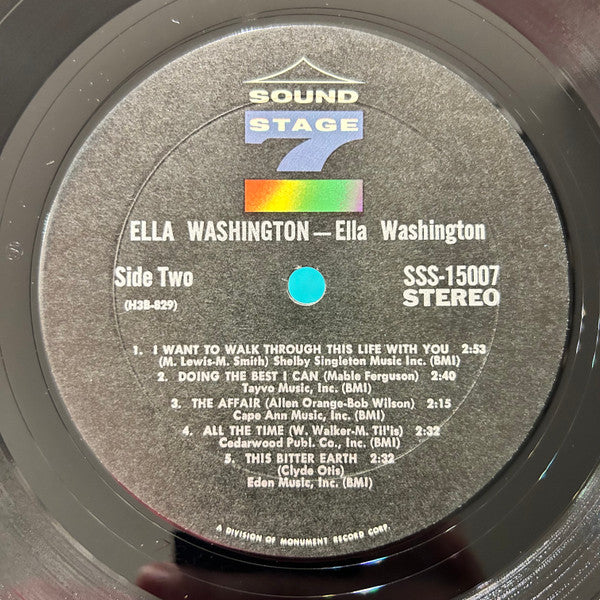 SOUND
STAGE
7
ELLA WASHINGTON — Ella Washington
Side Two
SSS-15007
(H3B-829)
STEREO
1. I WANT TO WALK THROUGH THIS LIFE WITH YOU 2:53
(M. Lewis-M. Smith) Shelby Singleton Music Inc. (BMI)
2. DOING THE BEST I CAN (Mable Ferguson) 2:40
Tayvo Music, Inc. (BMI)
3. THE AFFAIR (Allen Orange-Bob Wilson) 2:15
Cape Ann Music, Inc. (BMI)
4. ALL THE TIME (W. Walker-M. Til'is) 2:32
Cedarwood Publ. Co., Inc. (BMI)
5. THIS BITTER EARTH 2:32
(Clyde Otis)
Eden Music, Inc. (BMI)
A DIVISION OF MONUMENT RECORD CORP.